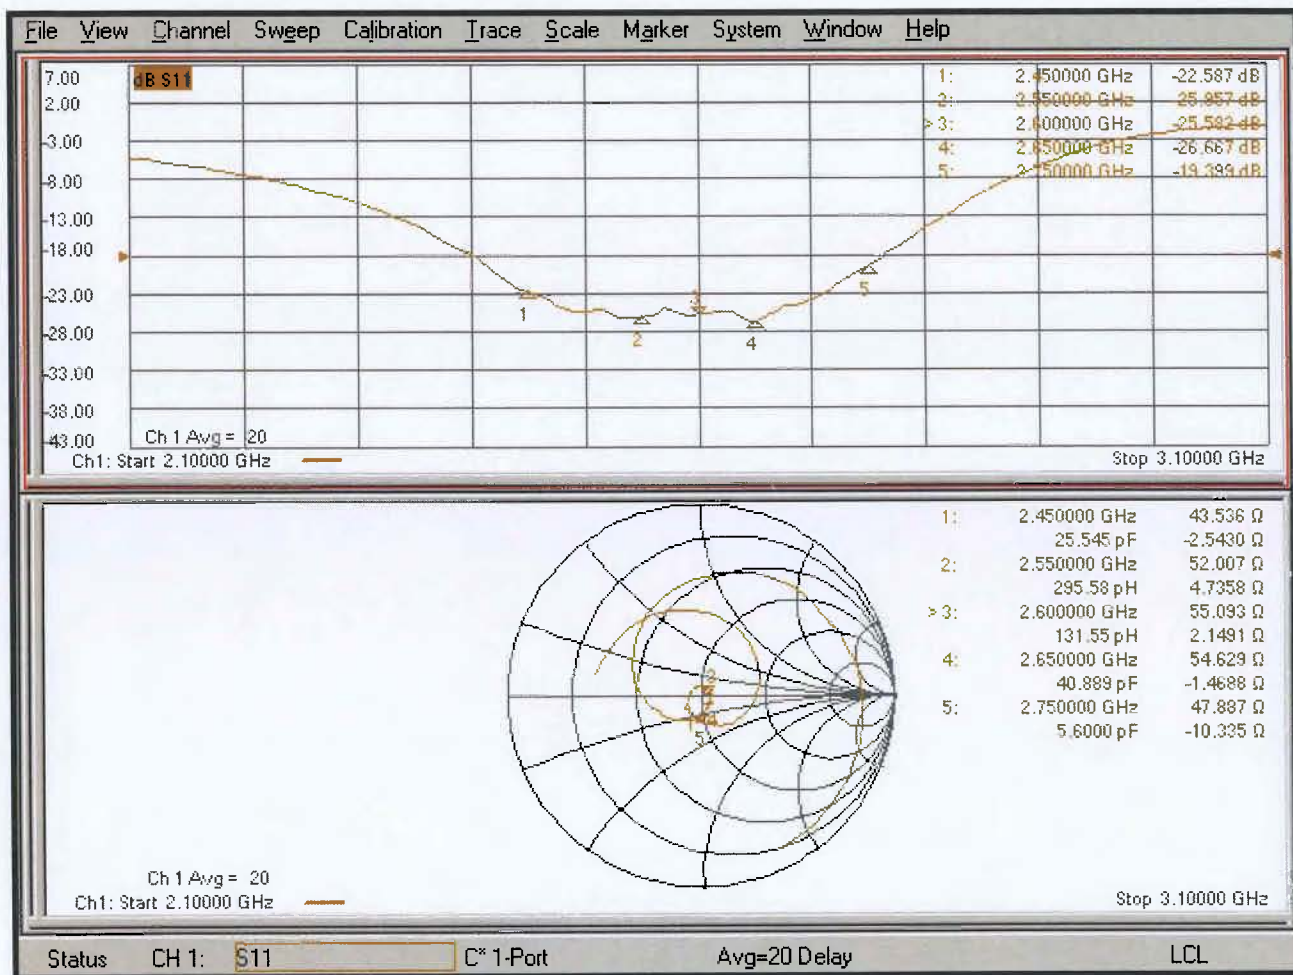 File View Channel Sweep Calibration Trace Scale Marker System Window Help
7.00
2.00
-3.00
-8.00
-13.00
-18.00
-23.00
-28.00
-33.00
-38.00
-43.00
dB S11
1: 2.450000 GHz -22.587 dB
2: 2.550000 GHz -25.957 dB
> 3: 2.600000 GHz -25.582 dB
4: 2.650000 GHz -26.667 dB
5: 2.750000 GHz -19.399 dB
1
2
3
4
5
Ch 1 Avg = 20
Ch1: Start 2.10000 GHz
Stop 3.10000 GHz
1: 2.450000 GHz 43.536 Ω
25.545 pF -2.5430 Ω
2: 2.550000 GHz 52.007 Ω
295.58 pH 4.7358 Ω
> 3: 2.600000 GHz 55.093 Ω
131.55 pH 2.1491 Ω
4: 2.650000 GHz 54.629 Ω
40.889 pF -1.4688 Ω
5: 2.750000 GHz 47.887 Ω
5.6000 pF -10.335 Ω
5
Ch 1 Avg = 20
Ch1: Start 2.10000 GHz
Stop 3.10000 GHz
Status CH 1: S11 C* 1-Port Avg=20 Delay LCL